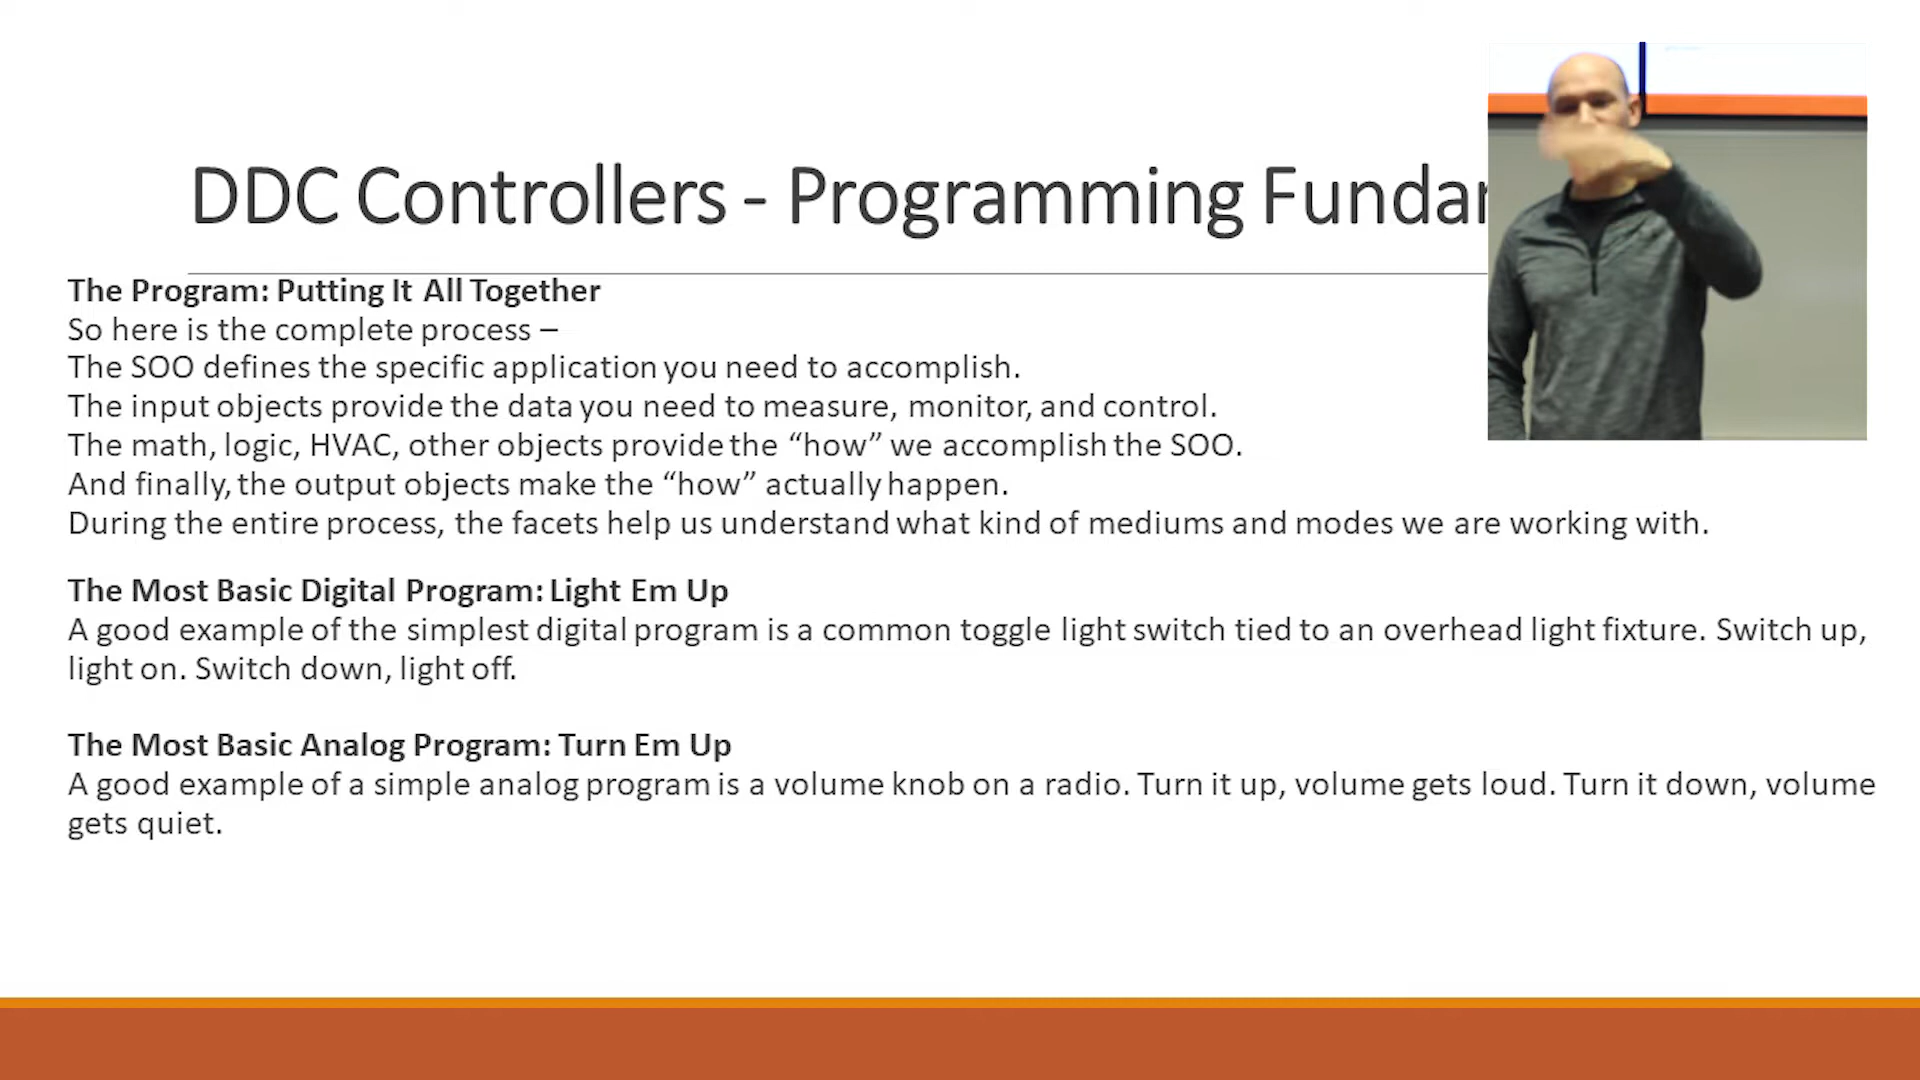 DDC Controllers - Programming Fundar
The Program: Putting It All Together
So here is the complete process –
The SOO defines the specific application you need to accomplish.
The input objects provide the data you need to measure, monitor, and control.
The math, logic, HVAC, other objects provide the “how” we accomplish the SOO.
And finally, the output objects make the “how” actually happen.
During the entire process, the facets help us understand what kind of mediums and modes we are working with.
The Most Basic Digital Program: Light Em Up
A good example of the simplest digital program is a common toggle light switch tied to an overhead light fixture. Switch up,
light on. Switch down, light off.
The Most Basic Analog Program: Turn Em Up
A good example of a simple analog program is a volume knob on a radio. Turn it up, volume gets loud. Turn it down, volume
gets quiet.